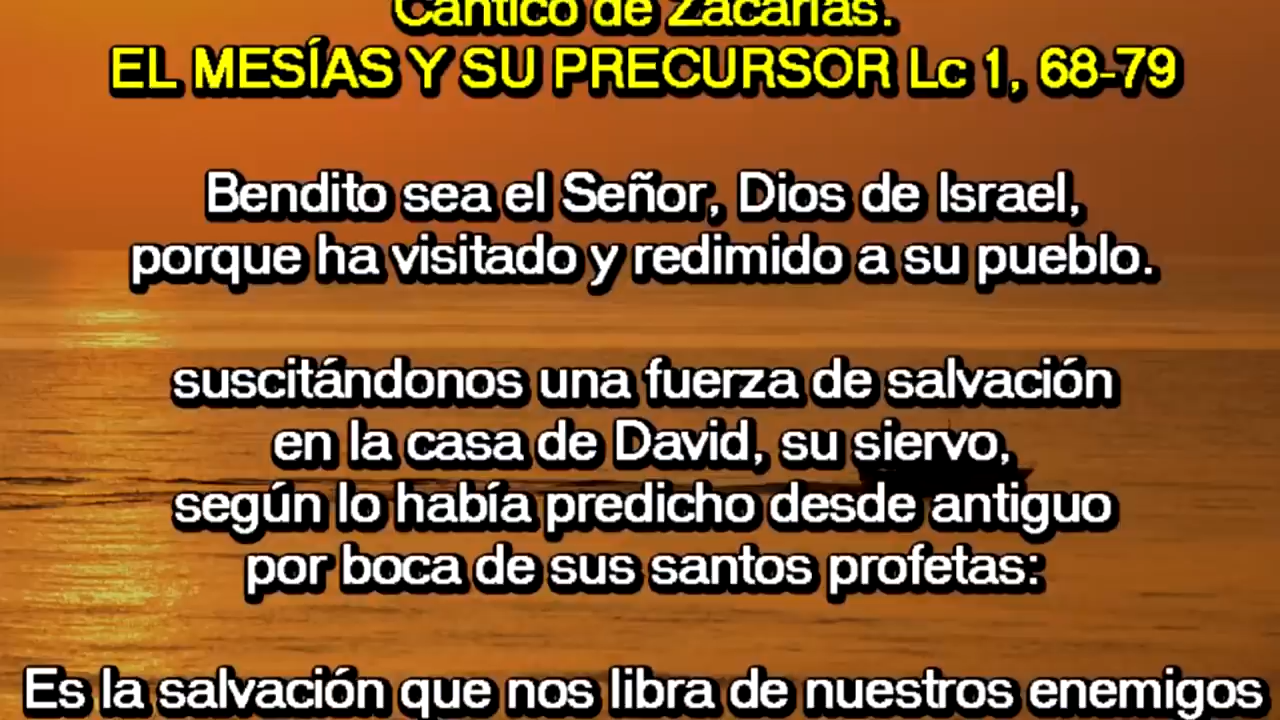 Cántico de Zacarías.
EL MESÍAS Y SU PRECURSOR Lc 1, 68-79
Bendito sea el Señor, Dios de Israel,
porque ha visitado y redimido a su pueblo.
suscitándonos una fuerza de salvación
en la casa de David, su siervo,
según lo había predicho desde antiguo
por boca de sus santos profetas:
Es la salvación que nos libra de nuestros enemigos